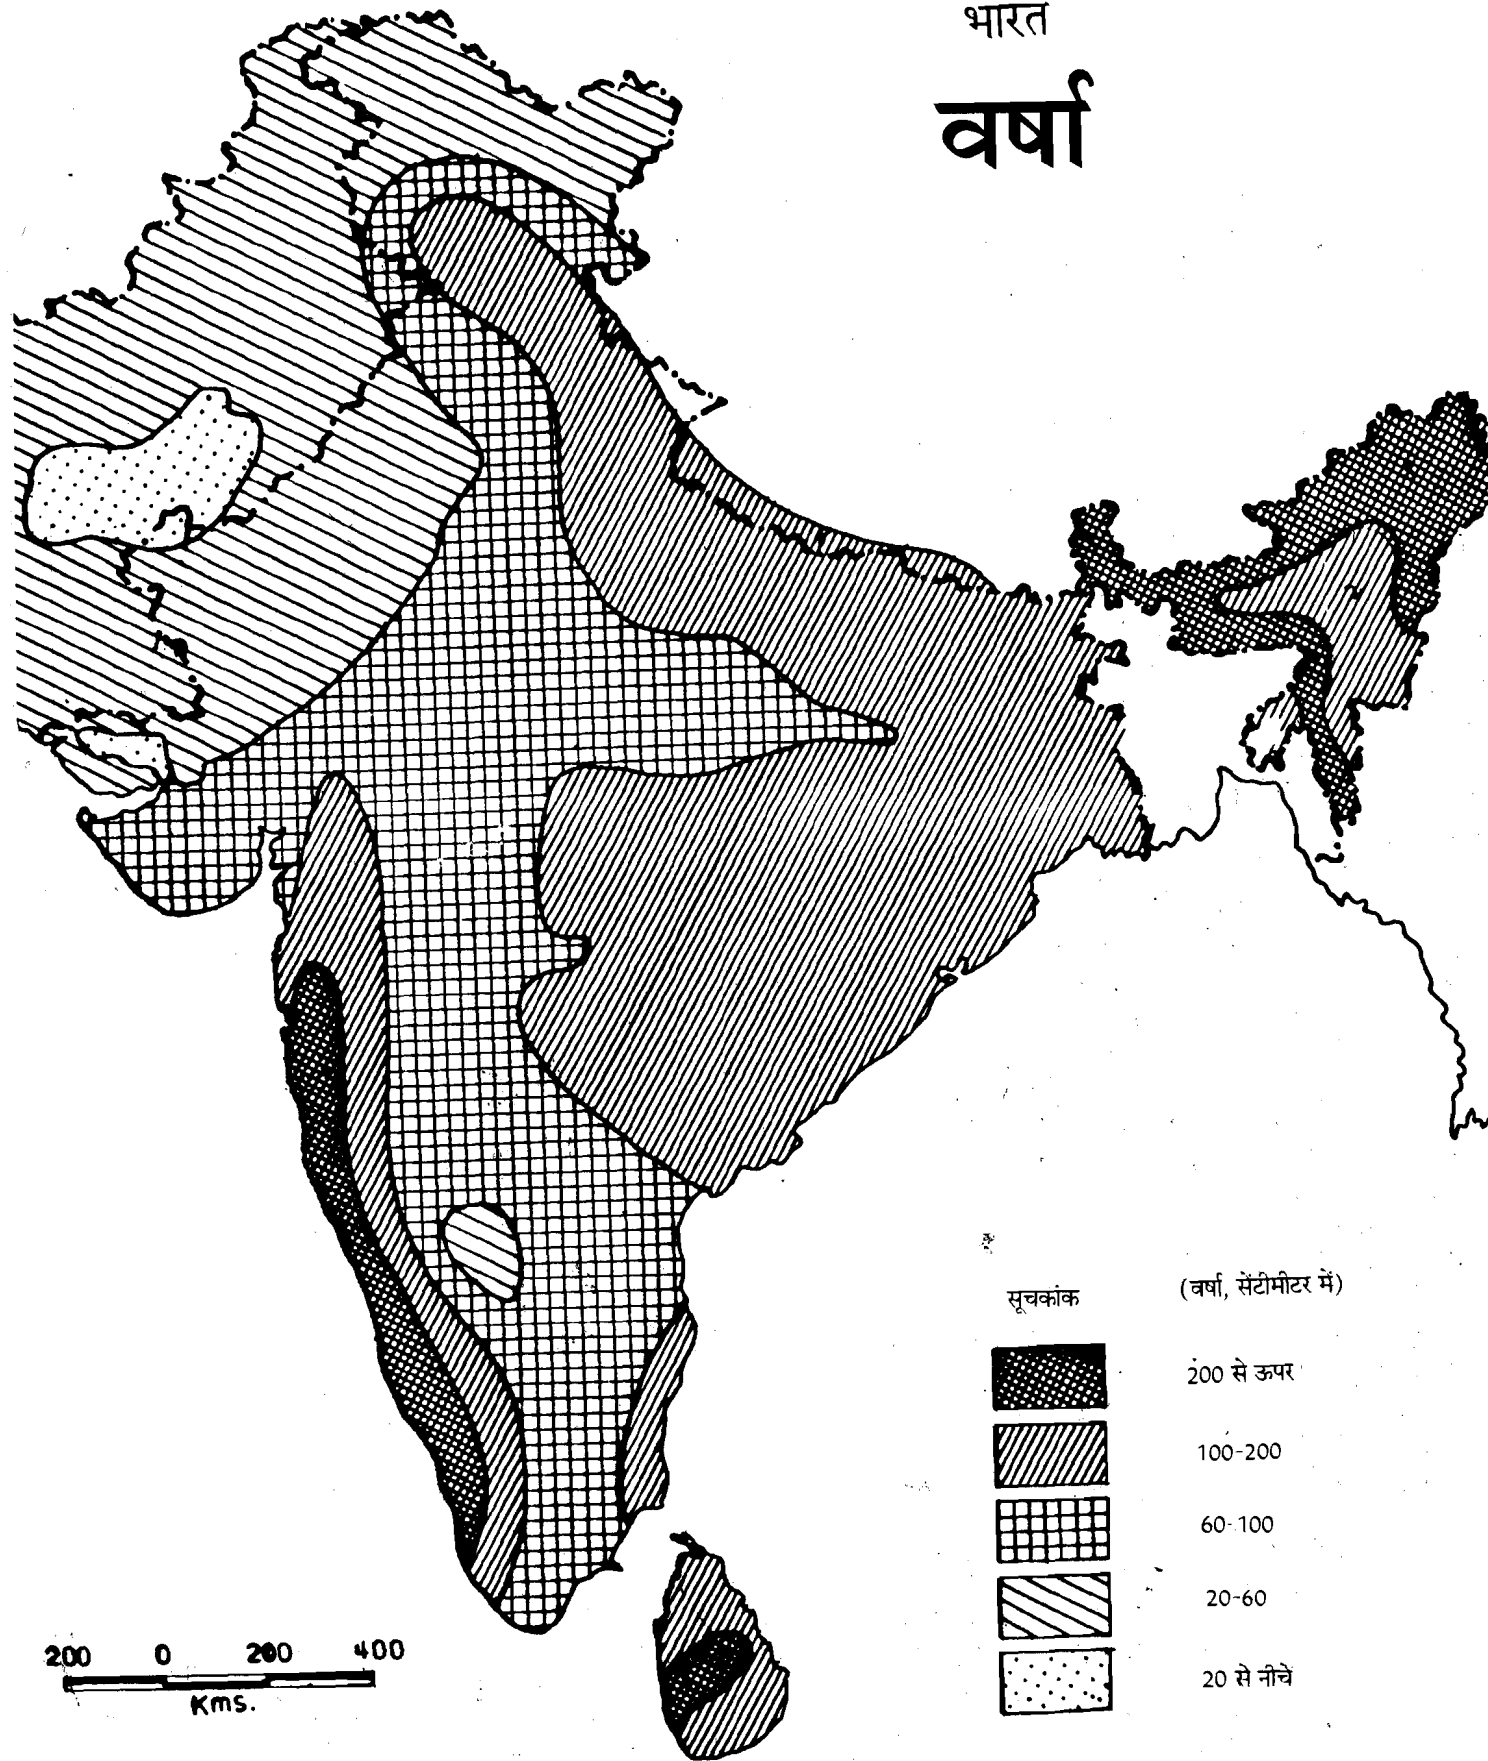 भारत
वर्षा
सूचकांक
(वर्षा, सेंटीमीटर में)
200 से ऊपर
100-200
60-100
20-60
20 से नीचे
200 0 200 400
Kms.